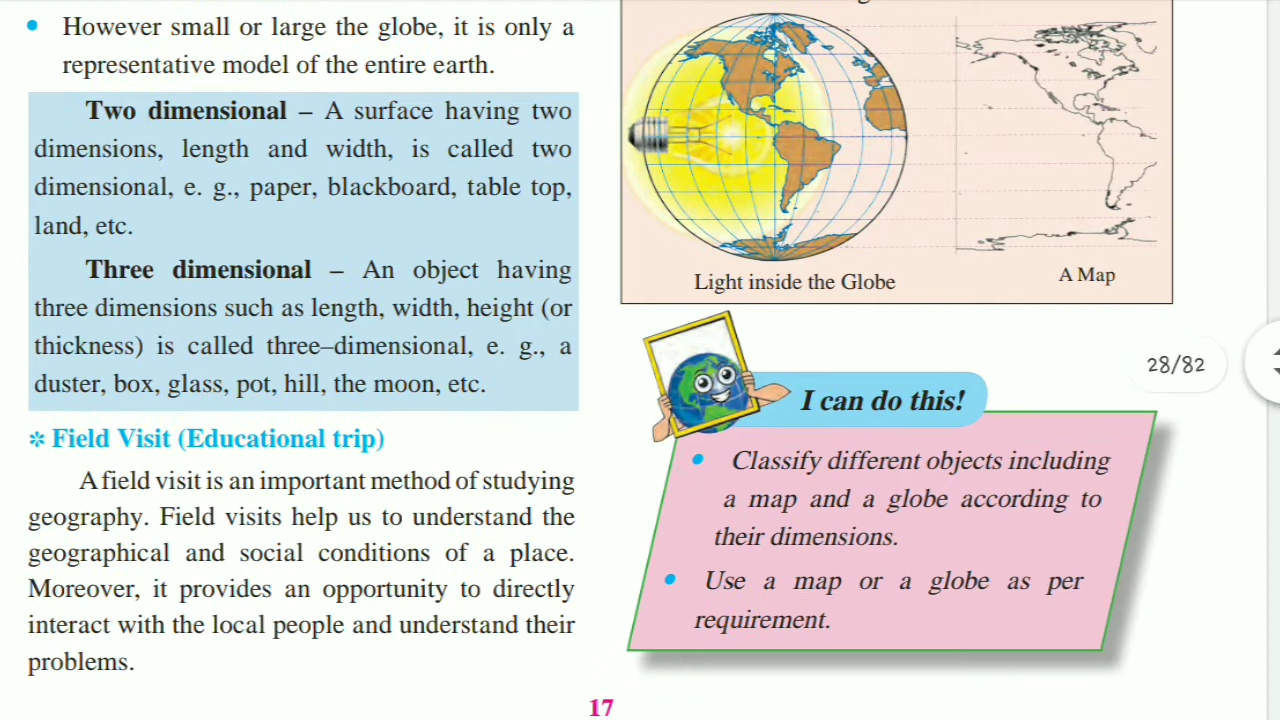 • However small or large the globe, it is only a
representative model of the entire earth.
Two dimensional – A surface having two
dimensions, length and width, is called two
dimensional, e. g., paper, blackboard, table top,
land, etc.
Three dimensional – An object having
three dimensions such as length, width, height (or
thickness) is called three–dimensional, e. g., a
duster, box, glass, pot, hill, the moon, etc.
✻ Field Visit (Educational trip)
A field visit is an important method of studying
geography. Field visits help us to understand the
geographical and social conditions of a place.
Moreover, it provides an opportunity to directly
interact with the local people and understand their
problems.
Light inside the Globe
A Map
28/82
I can do this!
• Classify different objects including
a map and a globe according to
their dimensions.
• Use a map or a globe as per
requirement.
17